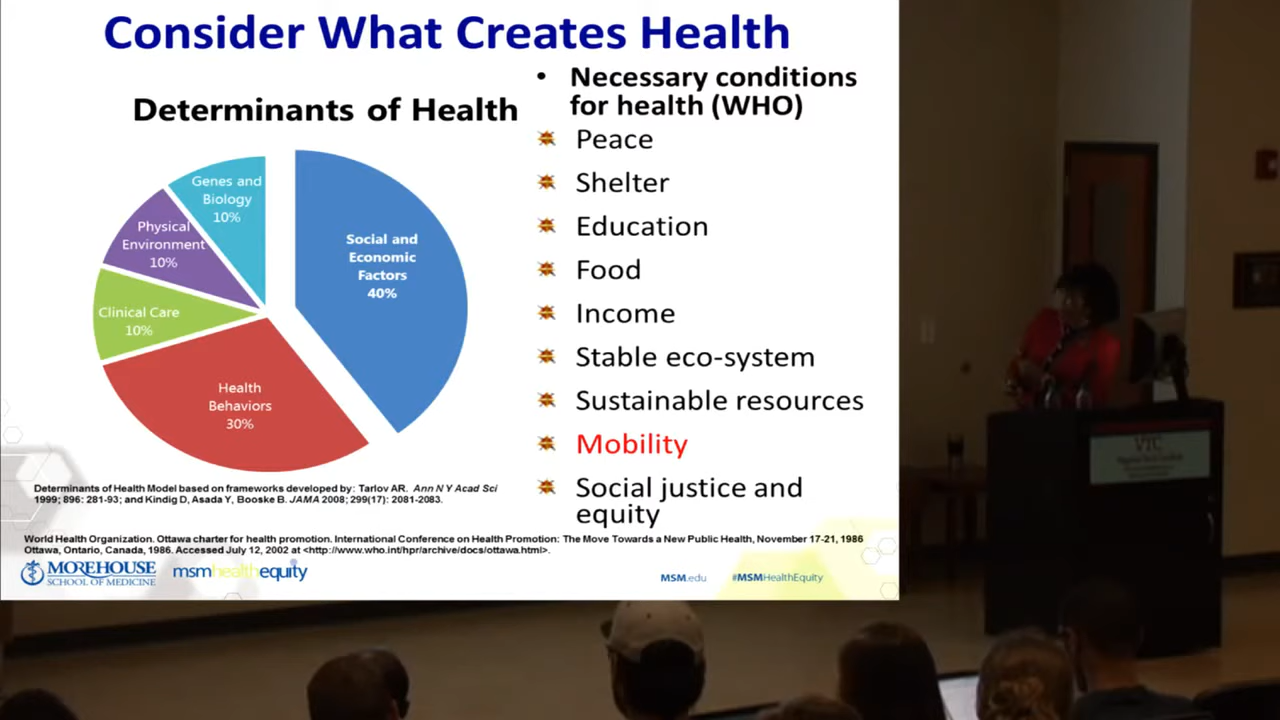 Consider What Creates Health
Determinants of Health
Genes and
Biology
10%
Physical
Environment
10%
Clinical Care
10%
Health
Behaviors
30%
Social and
Economic
Factors
40%
• Necessary conditions
for health (WHO)
Peace
Shelter
Education
Food
Income
Stable eco-system
Sustainable resources
Mobility
Social justice and
equity
Determinants of Health Model based on frameworks developed by: Tarlov AR. Ann N Y Acad Sci
1999; 896: 281-93; and Kindig D, Asada Y, Booske B. JAMA 2008; 299(17): 2081-2083.
World Health Organization. Ottawa charter for health promotion. International Conference on Health Promotion: The Move Towards a New Public Health, November 17-21, 1986
Ottawa, Ontario, Canada, 1986. Accessed July 12, 2002 at <http://www.who.int/hpr/archive/docs/ottawa.html>.
MOREHOUSE
SCHOOL OF MEDICINE
msmhealthequity
MSM.edu
#MSMHealthEquity
VTC